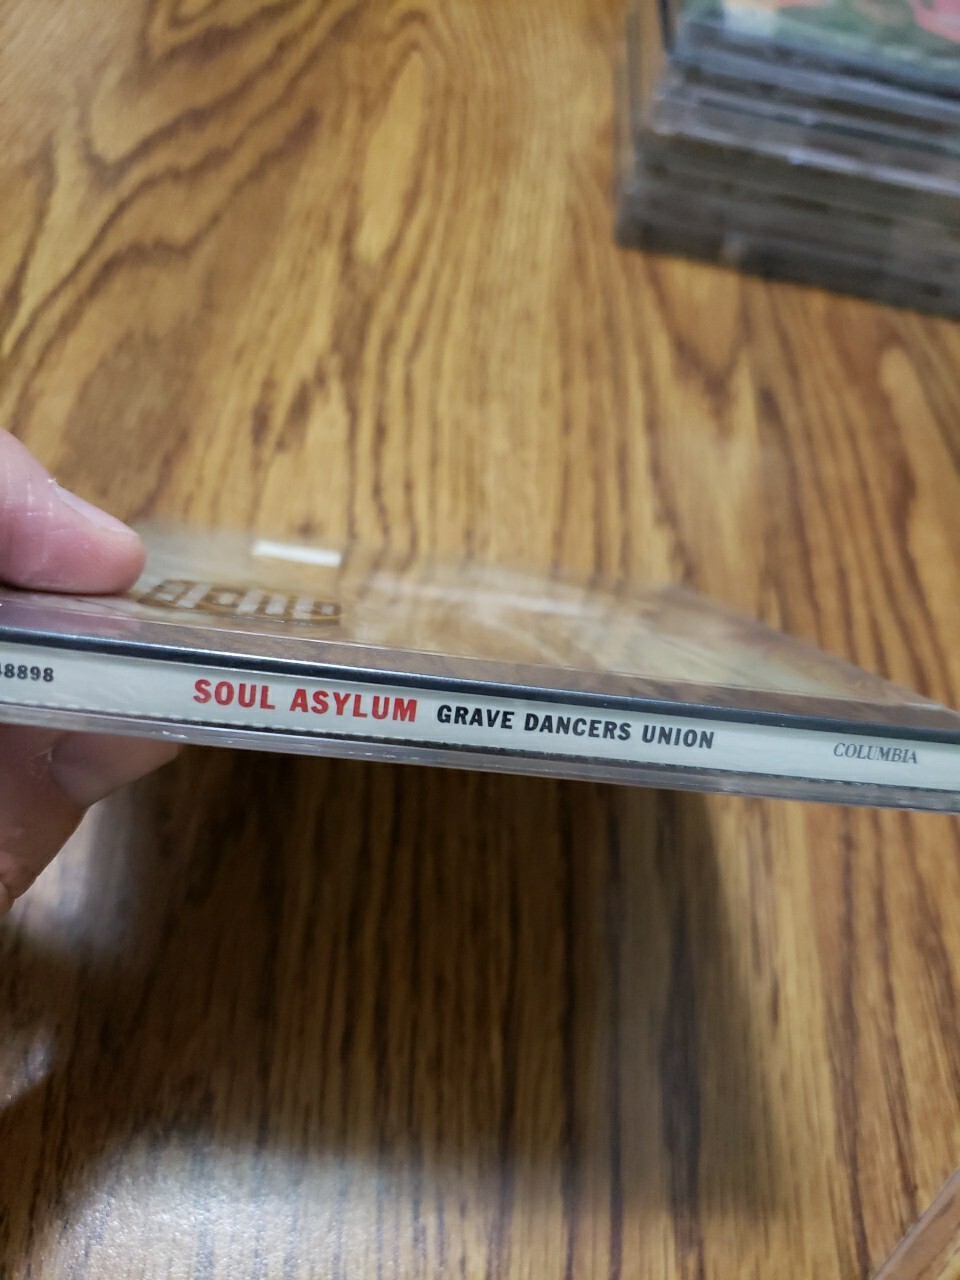 48898 SOUL ASYLUM GRAVE DANCERS UNION COLUMBIA